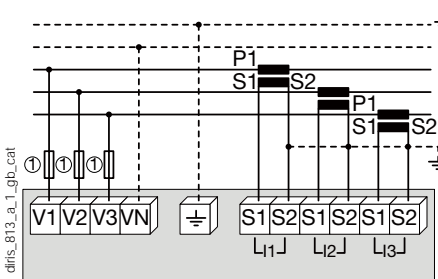 P1
S1 S2
P1
S1 S2
① ① ①
V1 V2 V3 VN S1 S2 S1 S2 S1 S2
I1 I2 I3
diris_813_a_1_gb_cat